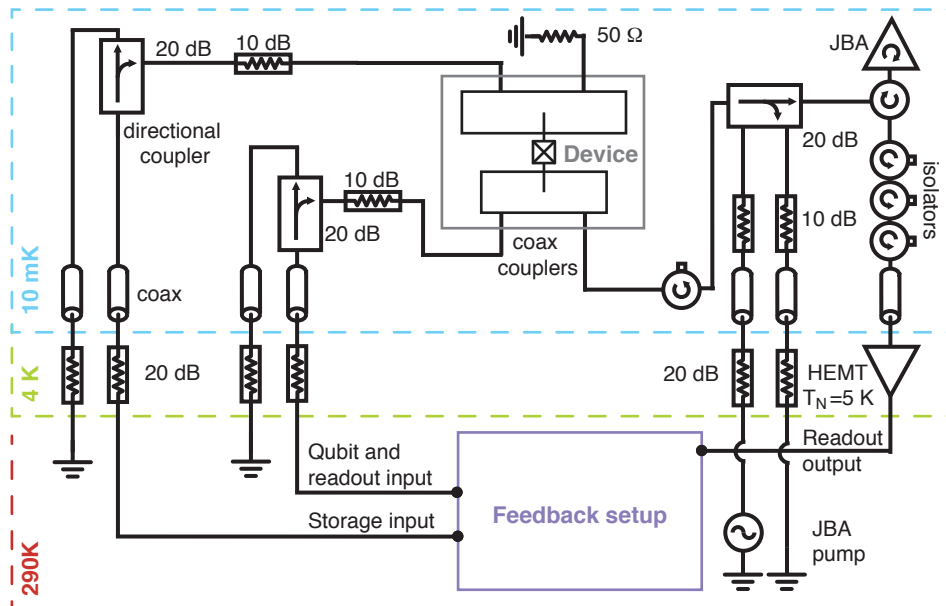 20 dB
10 dB
50 Ω
JBA
directional
coupler
Device
20 dB
isolators
10 dB
20 dB
10 dB
coax
couplers
10 mK
coax
4 K
20 dB
20 dB
HEMT
T_N=5 K
Qubit and
readout input
Readout
output
Feedback setup
Storage input
JBA
pump
290K